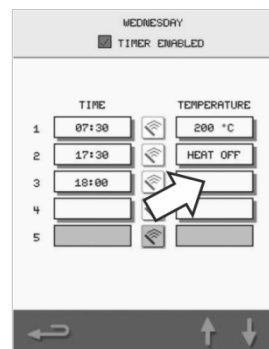 WEDNESDAY
TIMER ENABLED
TIME TEMPERATURE
1 07:30 200 °C
2 17:30 HEAT OFF
3 18:00
4
5